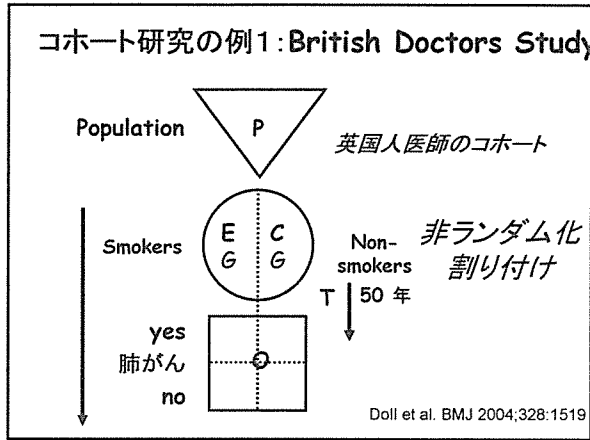 コホート研究の例１：British Doctors Study
Population
P
英国人医師のコホート
Smokers
E C
G G
Non-
smokers
非ランダム化
割り付け
T
50 年
yes
肺がん
no
O
Doll et al. BMJ 2004;328:1519